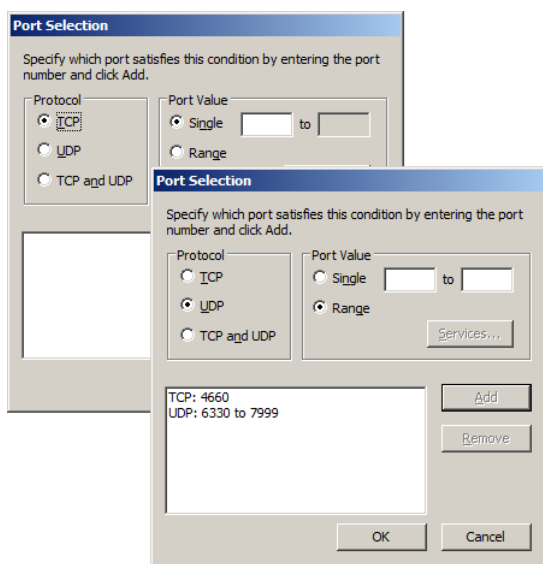 Port Selection
Specify which port satisfies this condition by entering the port
number and click Add.
Protocol
Port Value
TCP
Single to
UDP
Range
TCP and UDP
Port Selection
Specify which port satisfies this condition by entering the port
number and click Add.
Protocol
Port Value
TCP
Single to
UDP
Range
TCP and UDP
Services...
TCP: 4660
UDP: 6330 to 7999
Add
Remove
OK
Cancel